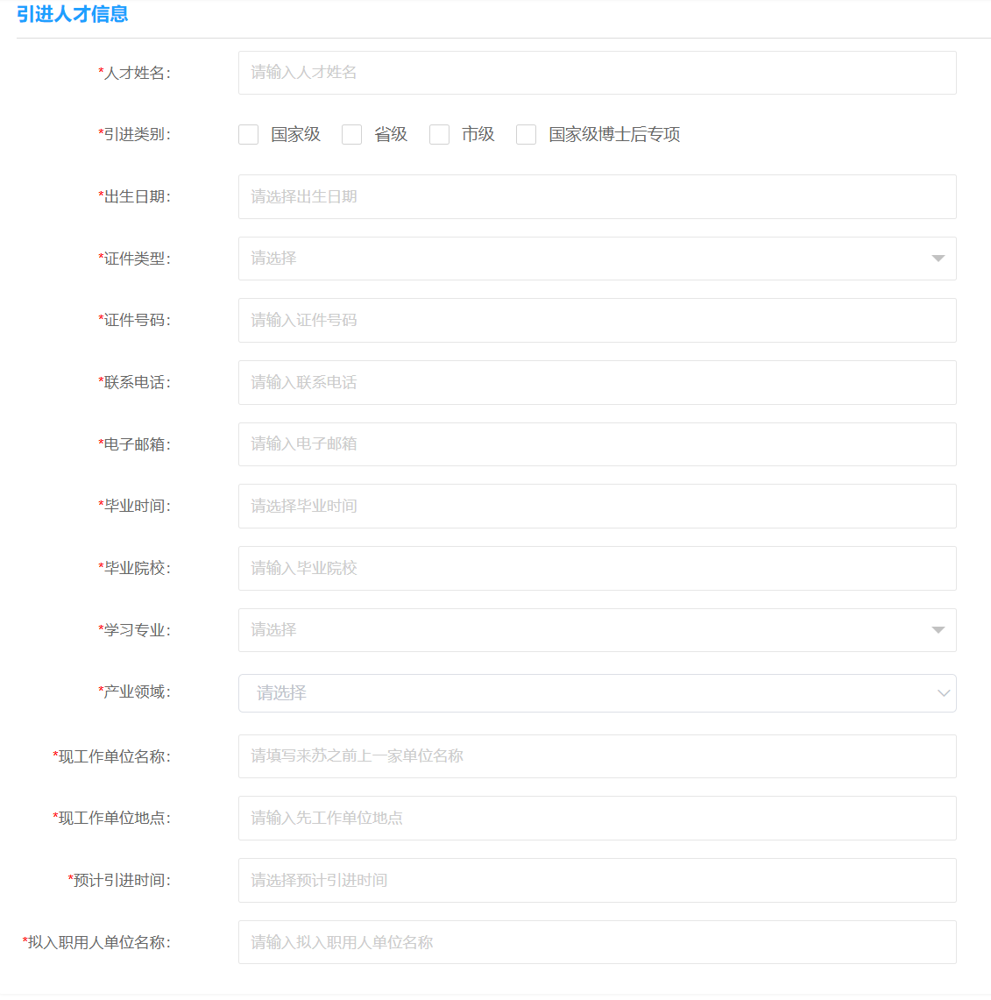 引进人才信息
*人才姓名： 请输入人才姓名
*引进类别： 国家级 省级 市级 国家级博士后专项
*出生日期： 请选择出生日期
*证件类型： 请选择
*证件号码： 请输入证件号码
*联系电话： 请输入联系电话
*电子邮箱： 请输入电子邮箱
*毕业时间： 请选择毕业时间
*毕业院校： 请输入毕业院校
*学习专业： 请选择
*产业领域： 请选择
*现工作单位名称： 请填写来苏之前上一家单位名称
*现工作单位地点： 请输入先工作单位地点
*预计引进时间： 请选择预计引进时间
*拟入职用人单位名称： 请输入拟入职用人单位名称